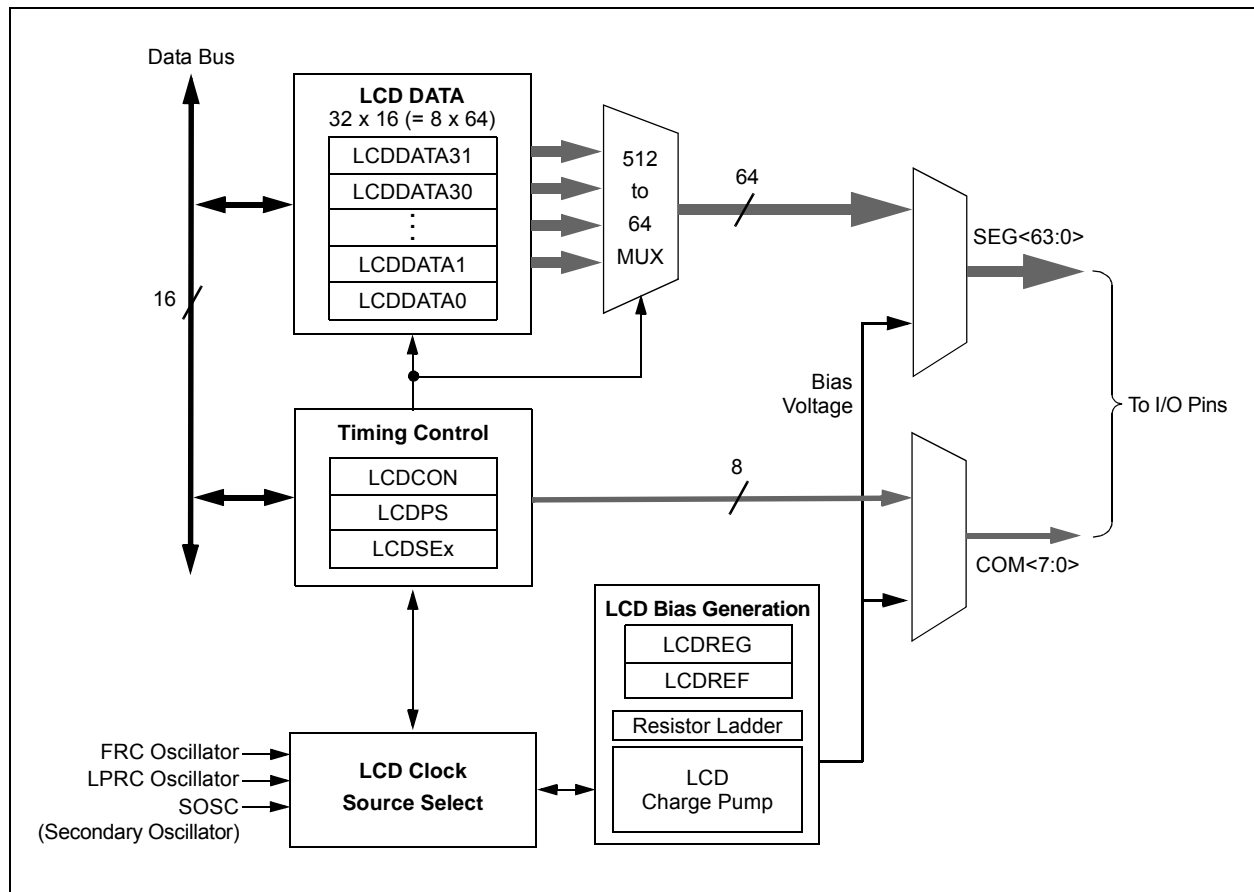 Data Bus
16
LCD DATA
32 x 16 (= 8 x 64)
LCDDATA31
LCDDATA30
LCDDATA1
LCDDATA0
512
to
64
MUX
64
SEG<63:0>
Bias
Voltage
To I/O Pins
Timing Control
LCDCON
LCDPS
LCDSEx
8
COM<7:0>
LCD Bias Generation
LCDREG
LCDREF
Resistor Ladder
LCD
Charge Pump
FRC Oscillator
LPRC Oscillator
SOSC
(Secondary Oscillator)
LCD Clock
Source Select